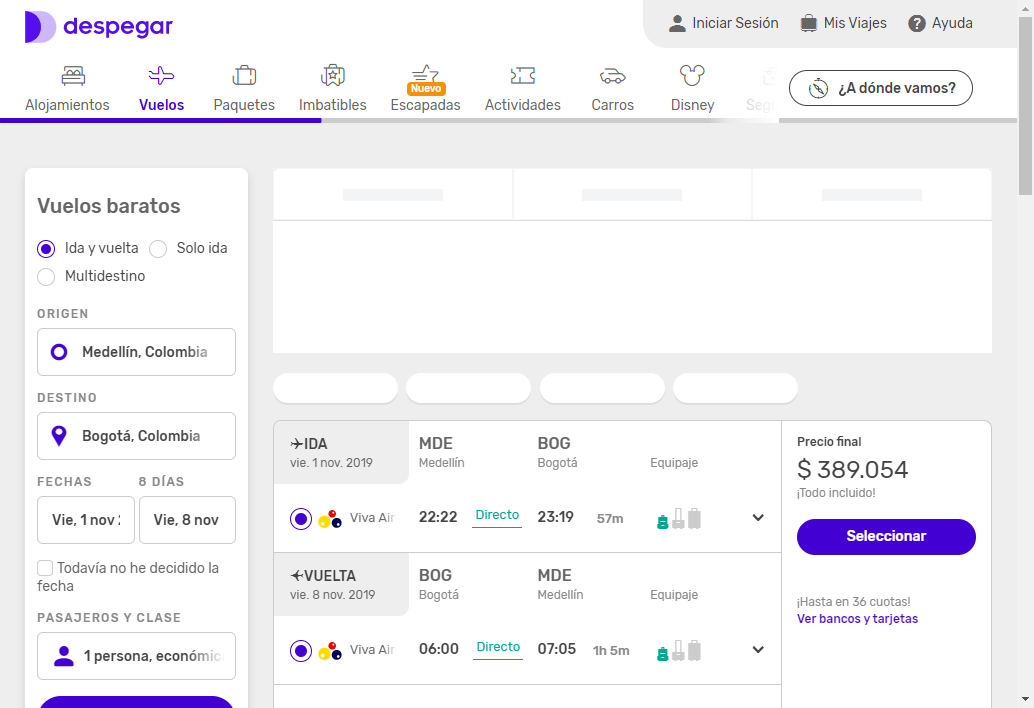 despegar
Iniciar Sesión
Mis Viajes
Ayuda
Alojamientos
Vuelos
Paquetes
Imbatibles
Nuevo
Escapadas
Actividades
Carros
Disney
¿A dónde vamos?
Vuelos baratos
Ida y vuelta
Solo ida
Multidestino
ORIGEN
Medellín, Colombia
DESTINO
Bogotá, Colombia
FECHAS
8 DÍAS
Vie, 1 nov
Vie, 8 nov
Todavía no he decidido la
fecha
PASAJEROS Y CLASE
1 persona, económic
IDA
vie. 1 nov. 2019
MDE
Medellín
BOG
Bogotá
Equipaje
Viva Air
22:22
Directo
23:19
57m
VUELTA
vie. 8 nov. 2019
BOG
Bogotá
MDE
Medellín
Equipaje
Viva Air
06:00
Directo
07:05
1h 5m
Precio final
$ 389.054
¡Todo incluido!
Seleccionar
¡Hasta en 36 cuotas!
Ver bancos y tarjetas